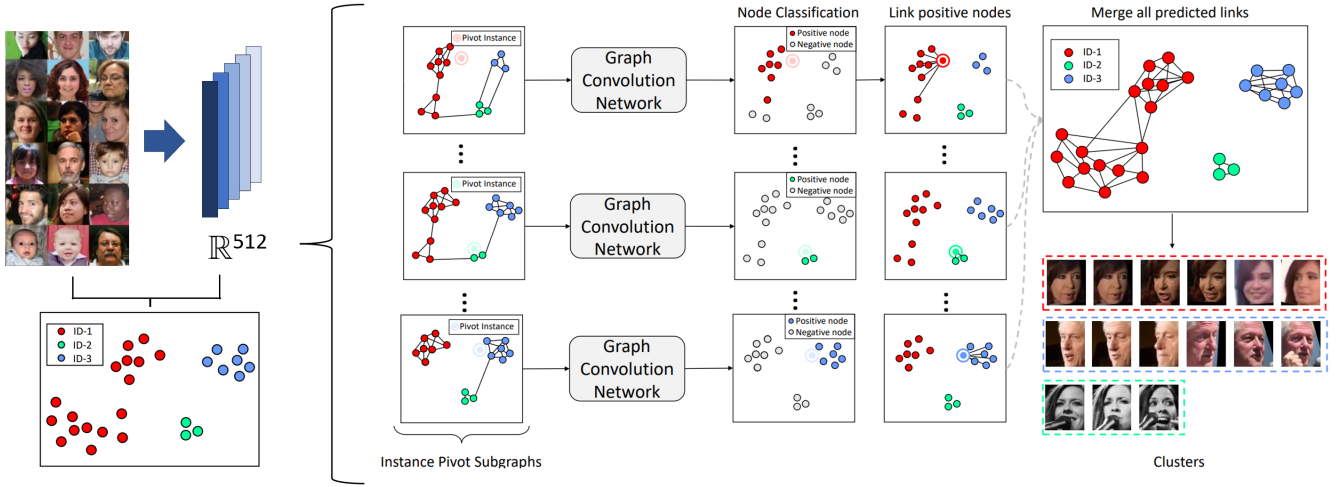 Node Classification
Link positive nodes
Merge all predicted links
Pivot Instance
Graph
Convolution
Network
Positive node
Negative node
ID-1
ID-2
ID-3
ℝ512
Pivot Instance
Graph
Convolution
Network
Positive node
Negative node
ID-1
ID-2
ID-3
Pivot Instance
Graph
Convolution
Network
Positive node
Negative node
Instance Pivot Subgraphs
Clusters